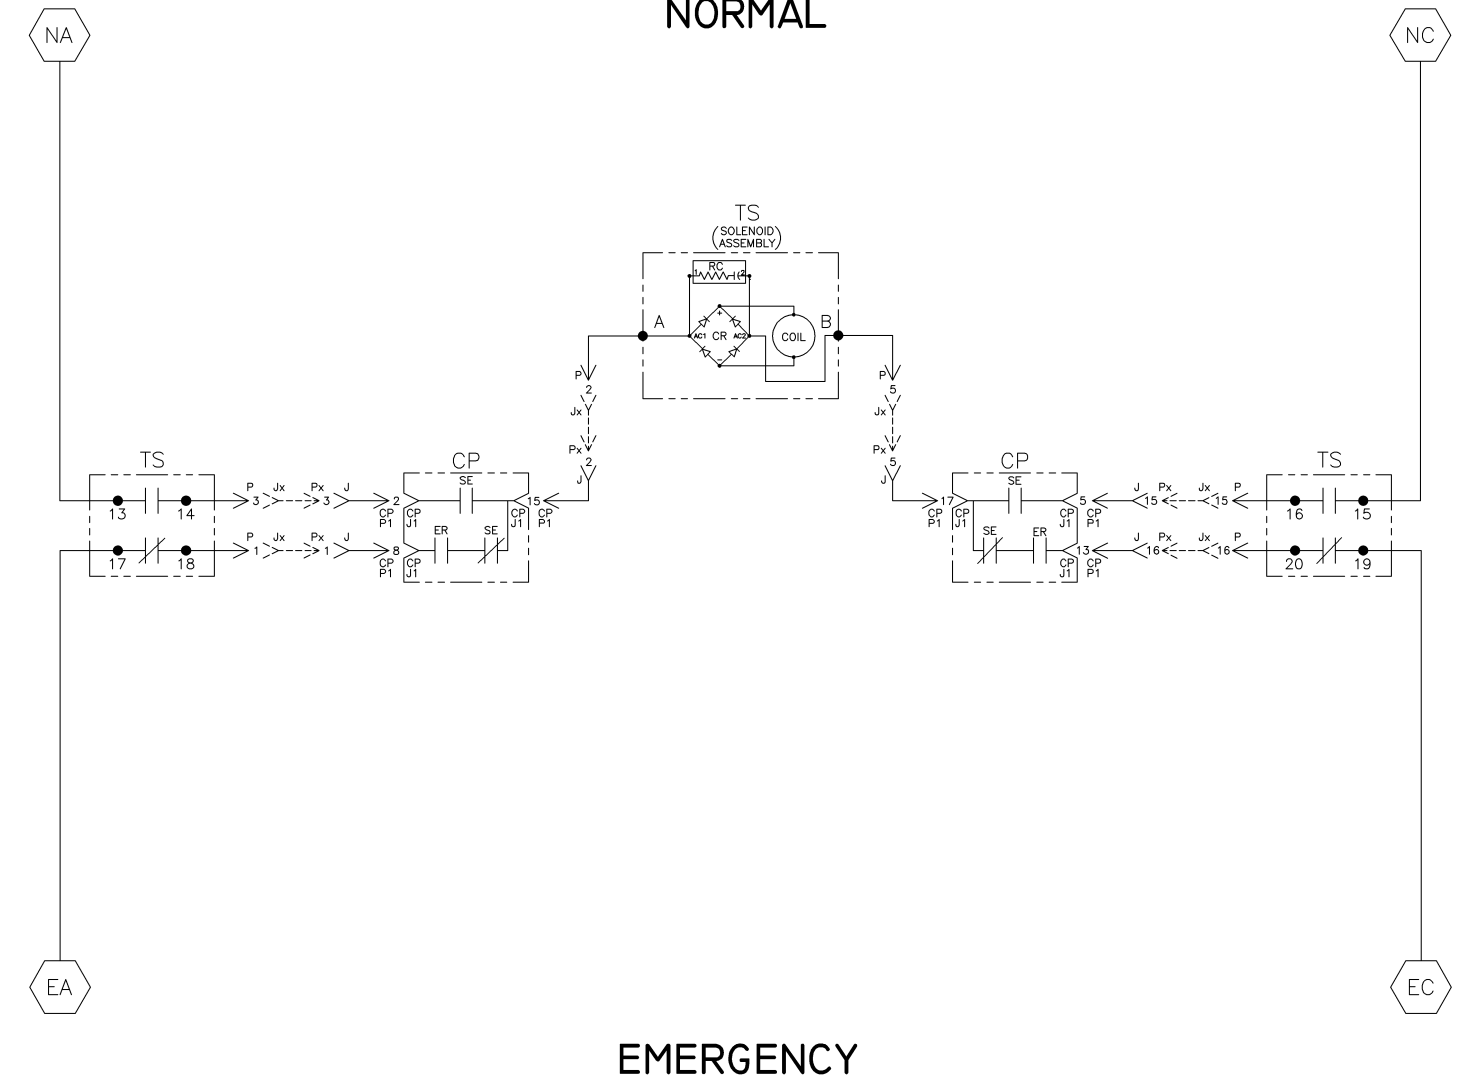 NORMAL
NA
NC
TS
(SOLENOID ASSEMBLY)
RC
1
2
A
B
+
AC1
CR
AC2
COIL
−
P
2
Jx
Px
2
J
P
5
Jx
Px
5
J
TS
13
14
17
18
P
3
Jx
Px
3
J
2
CP
P1
CP
J1
P
1
Jx
Px
1
J
8
CP
P1
CP
J1
CP
SE
ER
SE
15
CP
J1
CP
P1
17
CP
P1
CP
J1
CP
SE
SE
ER
5
CP
J1
CP
P1
13
CP
J1
CP
P1
J
15
Px
Jx
15
P
J
16
Px
Jx
16
P
TS
16
15
20
19
EA
EC
EMERGENCY